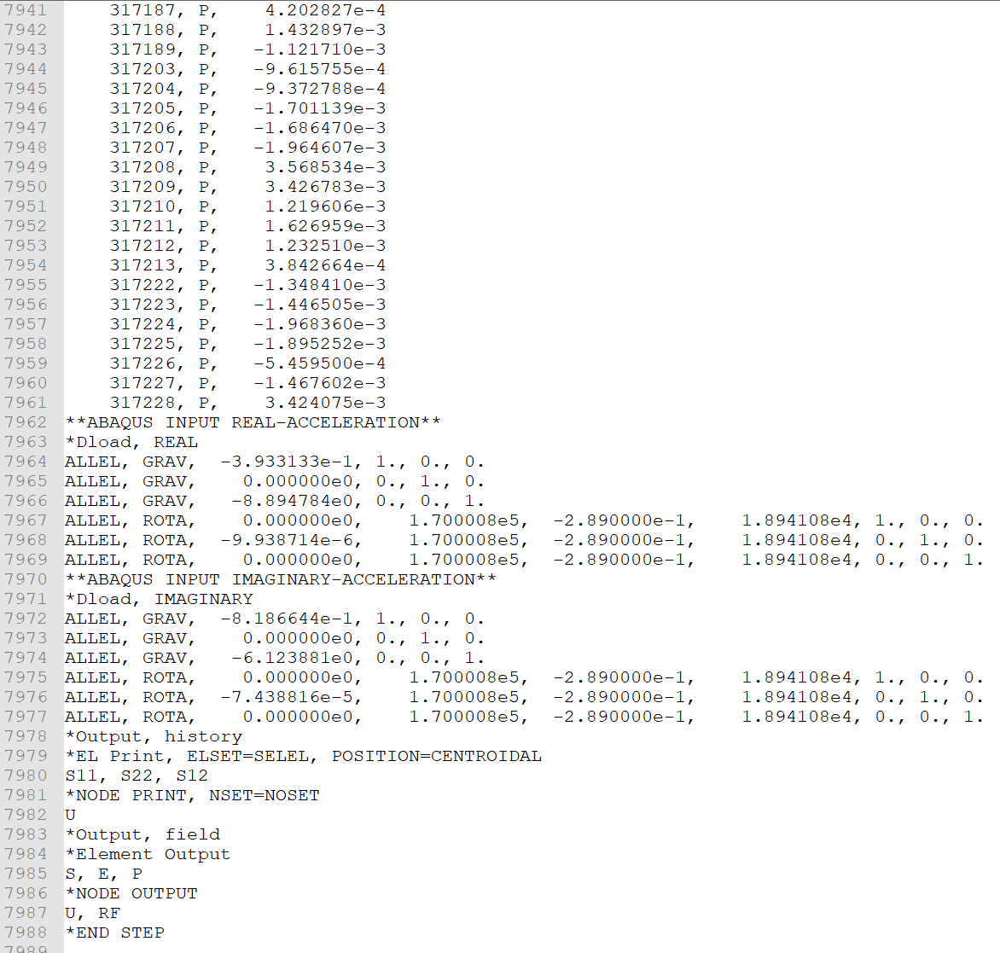 7941 317187, P, 4.202827e-4
7942 317188, P, 1.432897e-3
7943 317189, P, -1.121710e-3
7944 317203, P, -9.615755e-4
7945 317204, P, -9.372788e-4
7946 317205, P, -1.701139e-3
7947 317206, P, -1.686470e-3
7948 317207, P, -1.964607e-3
7949 317208, P, 3.568534e-3
7950 317209, P, 3.426783e-3
7951 317210, P, 1.219606e-3
7952 317211, P, 1.626959e-3
7953 317212, P, 1.232510e-3
7954 317213, P, 3.842664e-4
7955 317222, P, -1.348410e-3
7956 317223, P, -1.446505e-3
7957 317224, P, -1.968360e-3
7958 317225, P, -1.895252e-3
7959 317226, P, -5.459500e-4
7960 317227, P, -1.467602e-3
7961 317228, P, 3.424075e-3
7962 **ABAQUS INPUT REAL-ACCELERATION**
7963 *Dload, REAL
7964 ALLEL, GRAV, -3.933133e-1, 1., 0., 0.
7965 ALLEL, GRAV, 0.000000e0, 0., 1., 0.
7966 ALLEL, GRAV, -8.894784e0, 0., 0., 1.
7967 ALLEL, ROTA, 0.000000e0, 1.700008e5, -2.890000e-1, 1.894108e4, 1., 0., 0.
7968 ALLEL, ROTA, -9.938714e-6, 1.700008e5, -2.890000e-1, 1.894108e4, 0., 1., 0.
7969 ALLEL, ROTA, 0.000000e0, 1.700008e5, -2.890000e-1, 1.894108e4, 0., 0., 1.
7970 **ABAQUS INPUT IMAGINARY-ACCELERATION**
7971 *Dload, IMAGINARY
7972 ALLEL, GRAV, -8.186644e-1, 1., 0., 0.
7973 ALLEL, GRAV, 0.000000e0, 0., 1., 0.
7974 ALLEL, GRAV, -6.123881e0, 0., 0., 1.
7975 ALLEL, ROTA, 0.000000e0, 1.700008e5, -2.890000e-1, 1.894108e4, 1., 0., 0.
7976 ALLEL, ROTA, -7.438816e-5, 1.700008e5, -2.890000e-1, 1.894108e4, 0., 1., 0.
7977 ALLEL, ROTA, 0.000000e0, 1.700008e5, -2.890000e-1, 1.894108e4, 0., 0., 1.
7978 *Output, history
7979 *EL Print, ELSET=SELEL, POSITION=CENTROIDAL
7980 S11, S22, S12
7981 *NODE PRINT, NSET=NOSET
7982 U
7983 *Output, field
7984 *Element Output
7985 S, E, P
7986 *NODE OUTPUT
7987 U, RF
7988 *END STEP
7989